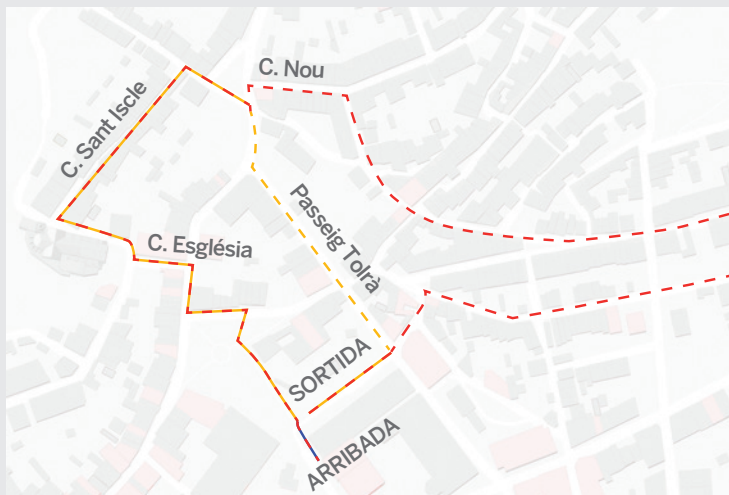 C. Nou
C. Sant Iscle
Passeig Tolrà
C. Església
SORTIDA
ARRIBADA